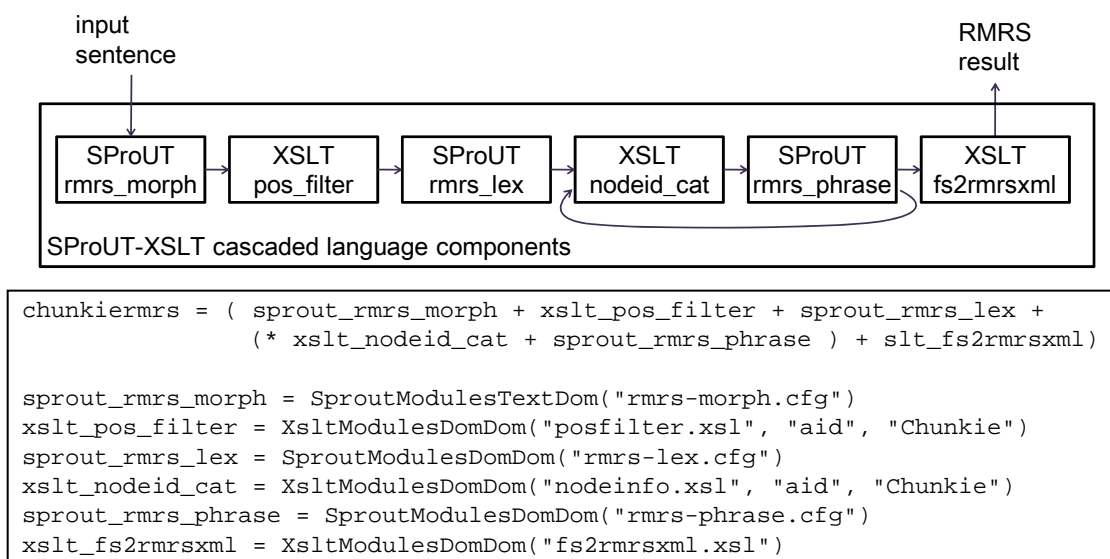 input
sentence
RMRS
result
SProUT
rmrs_morph
XSLT
pos_filter
SProUT
rmrs_lex
XSLT
nodeid_cat
SProUT
rmrs_phrase
XSLT
fs2rmrsxml
SProUT-XSLT cascaded language components
chunkiermrs = ( sprout_rmrs_morph + xslt_pos_filter + sprout_rmrs_lex +
(* xslt_nodeid_cat + sprout_rmrs_phrase ) + slt_fs2rmrsxml)
sprout_rmrs_morph = SproutModulesTextDom("rmrs-morph.cfg")
xslt_pos_filter = XsltModulesDomDom("posfilter.xsl", "aid", "Chunkie")
sprout_rmrs_lex = SproutModulesDomDom("rmrs-lex.cfg")
xslt_nodeid_cat = XsltModulesDomDom("nodeinfo.xsl", "aid", "Chunkie")
sprout_rmrs_phrase = SproutModulesDomDom("rmrs-phrase.cfg")
xslt_fs2rmrsxml = XsltModulesDomDom("fs2rmrsxml.xsl")